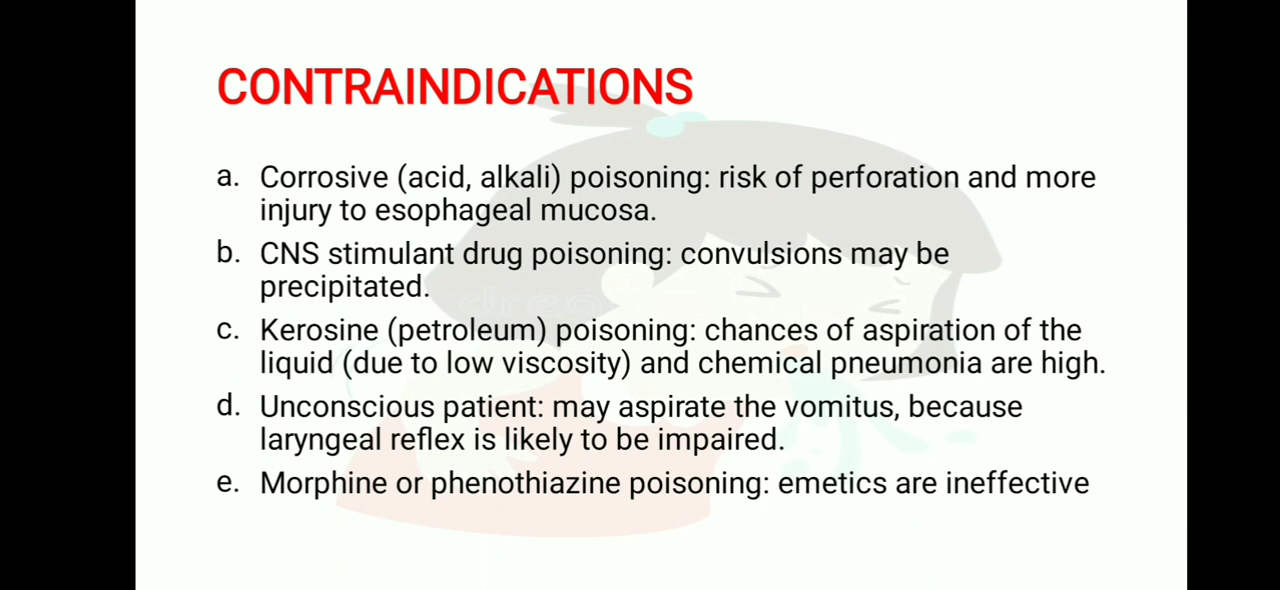 CONTRAINDICATIONS
a. Corrosive (acid, alkali) poisoning: risk of perforation and more
injury to esophageal mucosa.
b. CNS stimulant drug poisoning: convulsions may be
precipitated.
c. Kerosine (petroleum) poisoning: chances of aspiration of the
liquid (due to low viscosity) and chemical pneumonia are high.
d. Unconscious patient: may aspirate the vomitus, because
laryngeal reflex is likely to be impaired.
e. Morphine or phenothiazine poisoning: emetics are ineffective